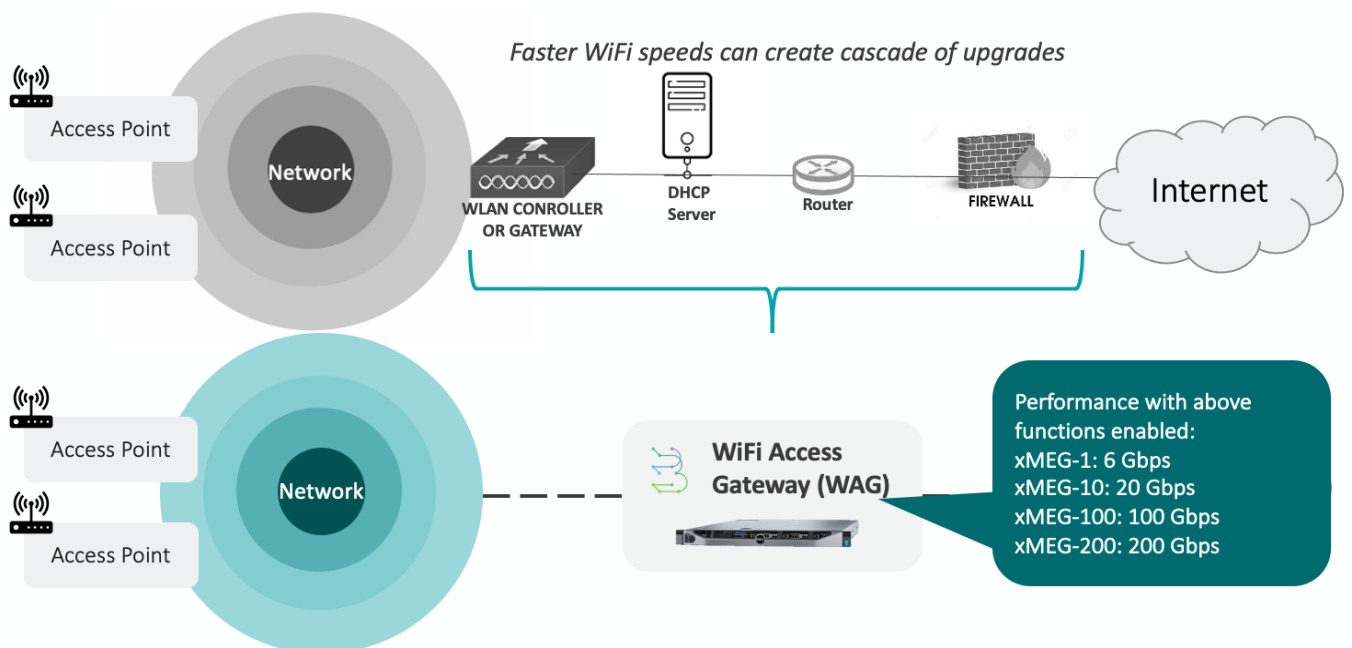 Faster WiFi speeds can create cascade of upgrades
Access Point
Access Point
Network
WLAN CONROLLER
OR GATEWAY
DHCP
Server
Router
FIREWALL
Internet
Access Point
Access Point
Network
WiFi Access
Gateway (WAG)
Performance with above
functions enabled:
xMEG-1: 6 Gbps
xMEG-10: 20 Gbps
xMEG-100: 100 Gbps
xMEG-200: 200 Gbps